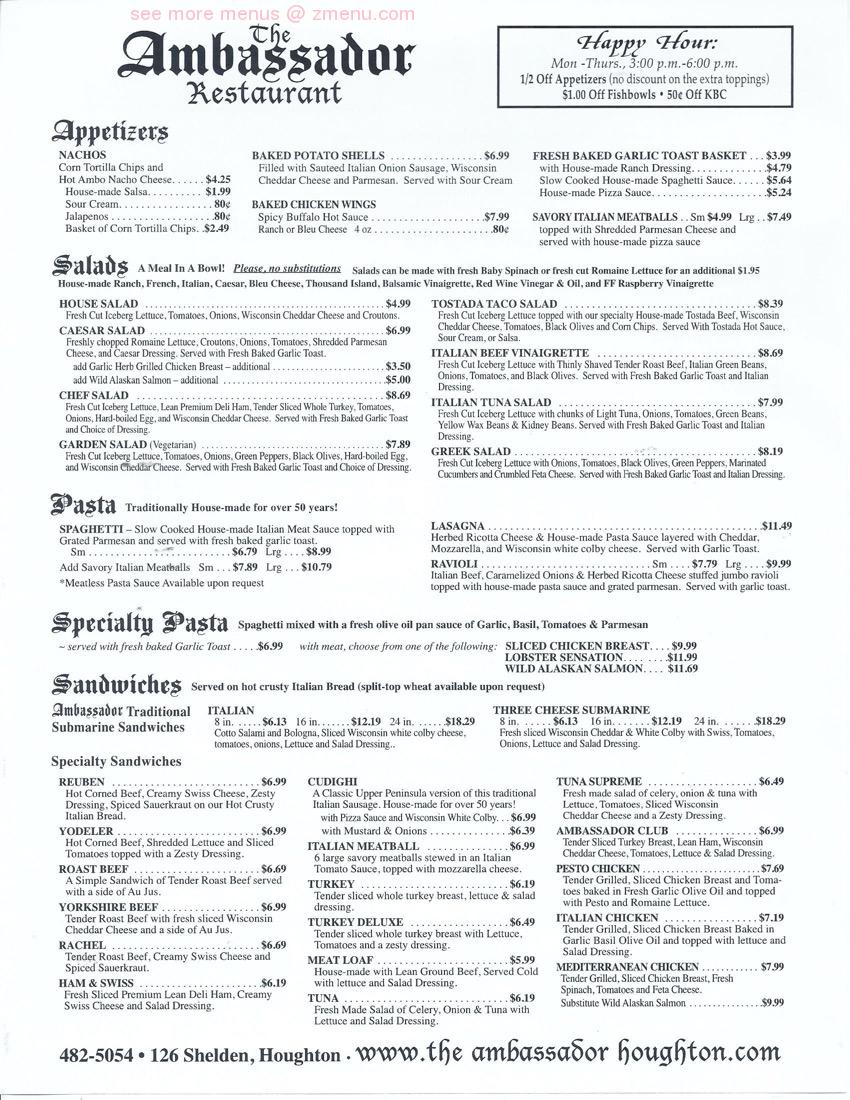 see more menus @ zmenu.com
The
Ambassador
Restaurant
Happy Hour:
Mon -Thurs., 3:00 p.m.-6:00 p.m.
1/2 Off Appetizers (no discount on the extra toppings)
$1.00 Off Fishbowls • 50¢ Off KBC
Appetizers
NACHOS
Corn Tortilla Chips and
Hot Ambo Nacho Cheese. . . . . . $4.25
House-made Salsa. . . . . . . . . $1.99
Sour Cream. . . . . . . . . . . . . . . . 80¢
Jalapenos . . . . . . . . . . . . . . . . . .80¢
Basket of Corn Tortilla Chips. .$2.49
BAKED POTATO SHELLS . . . . . . . . . . . . . . . . $6.99
Filled with Sauteed Italian Onion Sausage, Wisconsin
Cheddar Cheese and Parmesan. Served with Sour Cream
BAKED CHICKEN WINGS
Spicy Buffalo Hot Sauce . . . . . . . . . . . . . . . . . . . .$7.99
Ranch or Bleu Cheese 4 oz . . . . . . . . . . . . . . . . . . . . .80¢
FRESH BAKED GARLIC TOAST BASKET . . . $3.99
with House-made Ranch Dressing. . . . . . . . . . . . . .$4.79
Slow Cooked House-made Spaghetti Sauce. . . . . . $5.64
House-made Pizza Sauce. . . . . . . . . . . . . . . . . . . . .$5.24
SAVORY ITALIAN MEATBALLS . . Sm $4.99 Lrg . . $7.49
topped with Shredded Parmesan Cheese and
served with house-made pizza sauce
Salads A Meal In A Bowl! Please, no substitutions Salads can be made with fresh Baby Spinach or fresh cut Romaine Lettuce for an additional $1.95
House-made Ranch, French, Italian, Caesar, Bleu Cheese, Thousand Island, Balsamic Vinaigrette, Red Wine Vinegar & Oil, and FF Raspberry Vinaigrette
HOUSE SALAD . . . . . . . . . . . . . . . . . . . . . . . . . . . . . . . . . . . $4.99
Fresh Cut Iceberg Lettuce, Tomatoes, Onions, Wisconsin Cheddar Cheese and Croutons.
CAESAR SALAD . . . . . . . . . . . . . . . . . . . . . . . . . . . . . . . . . . $6.99
Freshly chopped Romaine Lettuce, Croutons, Onions, Tomatoes, Shredded Parmesan
Cheese, and Caesar Dressing. Served with Fresh Baked Garlic Toast.
add Garlic Herb Grilled Chicken Breast – additional . . . . . . . . . . . . . . . . . $3.50
add Wild Alaskan Salmon – additional . . . . . . . . . . . . . . . . . . . . . . . . . .$5.00
CHEF SALAD . . . . . . . . . . . . . . . . . . . . . . . . . . . . . . . . . . . . $8.69
Fresh Cut Iceberg Lettuce, Lean Premium Deli Ham, Tender Sliced Whole Turkey, Tomatoes,
Onions, Hard-boiled Egg, and Wisconsin Cheddar Cheese. Served with Fresh Baked Garlic Toast
and Choice of Dressing.
GARDEN SALAD (Vegetarian) . . . . . . . . . . . . . . . . . . . . . . . . . . $7.89
Fresh Cut Iceberg Lettuce, Tomatoes, Onions, Green Peppers, Black Olives, Hard-boiled Egg,
and Wisconsin Cheddar Cheese. Served with Fresh Baked Garlic Toast and Choice of Dressing.
TOSTADA TACO SALAD . . . . . . . . . . . . . . . . . . . . . . . . . . . . . $8.39
Fresh Cut Iceberg Lettuce topped with our specialty House-made Tostada Beef, Wisconsin
Cheddar Cheese, Tomatoes, Black Olives and Corn Chips. Served With Tostada Hot Sauce,
Sour Cream, or Salsa.
ITALIAN BEEF VINAIGRETTE . . . . . . . . . . . . . . . . . . . . . . . . $8.69
Fresh Cut Iceberg Lettuce with Thinly Shaved Tender Roast Beef, Italian Green Beans,
Onions, Tomatoes, and Black Olives. Served with Fresh Baked Garlic Toast and Italian
Dressing.
ITALIAN TUNA SALAD . . . . . . . . . . . . . . . . . . . . . . . . . . . . . . $7.99
Fresh Cut Iceberg Lettuce with chunks of Light Tuna, Onions, Tomatoes, Green Beans,
Yellow Wax Beans & Kidney Beans. Served with Fresh Baked Garlic Toast and Italian
Dressing.
GREEK SALAD . . . . . . . . . . . . . . . . . . . . . . . . . . . . . . . . . . . . $8.19
Fresh Cut Iceberg Lettuce with Onions, Tomatoes, Black Olives, Green Peppers, Marinated
Cucumbers and Crumbled Feta Cheese. Served with Fresh Baked Garlic Toast and Italian Dressing.
Pasta Traditionally House-made for over 50 years!
SPAGHETTI – Slow Cooked House-made Italian Meat Sauce topped with
Grated Parmesan and served with fresh baked garlic toast.
Sm . . . . . . . . . . . . . . . . . . . . . . . . $6.79 Lrg . . . . $8.99
Add Savory Italian Meatballs Sm . . . $7.89 Lrg . . . $10.79
*Meatless Pasta Sauce Available upon request
LASAGNA . . . . . . . . . . . . . . . . . . . . . . . . . . . . . . . . . . . . . . . . .$11.49
Herbed Ricotta Cheese & House-made Pasta Sauce layered with Cheddar,
Mozzarella, and Wisconsin white colby cheese. Served with Garlic Toast.
RAVIOLI . . . . . . . . . . . . . . . . . . . . . . . . . Sm . . . . $7.79 Lrg . . . . $9.99
Italian Beef, Caramelized Onions & Herbed Ricotta Cheese stuffed jumbo ravioli
topped with house-made pasta sauce and grated parmesan. Served with garlic toast.
Specialty Pasta Spaghetti mixed with a fresh olive oil pan sauce of Garlic, Basil, Tomatoes & Parmesan
~ served with fresh baked Garlic Toast . . . . .$6.99 with meat, choose from one of the following: SLICED CHICKEN BREAST. . . . $9.99
LOBSTER SENSATION. . . . . . . .$11.99
WILD ALASKAN SALMON. . . . $11.69
Sandwiches Served on hot crusty Italian Bread (split-top wheat available upon request)
Ambassador Traditional
Submarine Sandwiches
ITALIAN
8 in. . . . . . $6.13 16 in. . . . . . . $12.19 24 in. . . . . . .$18.29
Cotto Salami and Bologna, Sliced Wisconsin white colby cheese,
tomatoes, onions, Lettuce and Salad Dressing..
THREE CHEESE SUBMARINE
8 in. . . . . . $6.13 16 in. . . . . . . $12.19 24 in. . . . . . .$18.29
Fresh sliced Wisconsin Cheddar & White Colby with Swiss, Tomatoes,
Onions, Lettuce and Salad Dressing.
Specialty Sandwiches
REUBEN . . . . . . . . . . . . . . . . . . . . . $6.99
Hot Corned Beef, Creamy Swiss Cheese, Zesty
Dressing, Spiced Sauerkraut on our Hot Crusty
Italian Bread.
YODELER . . . . . . . . . . . . . . . . . . . . $6.99
Hot Corned Beef, Shredded Lettuce and Sliced
Tomatoes topped with a Zesty Dressing.
ROAST BEEF . . . . . . . . . . . . . . . . . . $6.69
A Simple Sandwich of Tender Roast Beef served
with a side of Au Jus.
YORKSHIRE BEEF . . . . . . . . . . . . . $6.99
Tender Roast Beef with fresh sliced Wisconsin
Cheddar Cheese and a side of Au Jus.
RACHEL . . . . . . . . . . . . . . . . . . . . . $6.69
Tender Roast Beef, Creamy Swiss Cheese and
Spiced Sauerkraut.
HAM & SWISS . . . . . . . . . . . . . . . . .$6.19
Fresh Sliced Premium Lean Deli Ham, Creamy
Swiss Cheese and Salad Dressing.
CUDIGHI
A Classic Upper Peninsula version of this traditional
Italian Sausage. House-made for over 50 years!
with Pizza Sauce and Wisconsin White Colby. . . $6.99
with Mustard & Onions . . . . . . . . . . . . . $6.39
ITALIAN MEATBALL . . . . . . . . . . . $6.99
6 large savory meatballs stewed in an Italian
Tomato Sauce, topped with mozzarella cheese.
TURKEY . . . . . . . . . . . . . . . . . . . . . . $6.19
Tender sliced whole turkey breast, lettuce & salad
dressing.
TURKEY DELUXE . . . . . . . . . . . . . . $6.49
Tender sliced whole turkey breast with Lettuce,
Tomatoes and a zesty dressing.
MEAT LOAF . . . . . . . . . . . . . . . . . . . $5.99
House-made with Lean Ground Beef, Served Cold
with lettuce and Salad Dressing.
TUNA . . . . . . . . . . . . . . . . . . . . . . . . $6.19
Fresh Made Salad of Celery, Onion & Tuna with
Lettuce and Salad Dressing.
TUNA SUPREME . . . . . . . . . . . . . . . $6.49
Fresh made salad of celery, onion & tuna with
Lettuce, Tomatoes, Sliced Wisconsin
Cheddar Cheese and a Zesty Dressing.
AMBASSADOR CLUB . . . . . . . . . . . $6.99
Tender Sliced Turkey Breast, Lean Ham, Wisconsin
Cheddar Cheese, Tomatoes, Lettuce & Salad Dressing.
PESTO CHICKEN . . . . . . . . . . . . . . . .$7.69
Tender Grilled, Sliced Chicken Breast and Toma-
toes baked in Fresh Garlic Olive Oil and topped
with Pesto and Romaine Lettuce.
ITALIAN CHICKEN . . . . . . . . . . . . . $7.19
Tender Grilled, Sliced Chicken Breast Baked in
Garlic Basil Olive Oil and topped with lettuce and
Salad Dressing.
MEDITERRANEAN CHICKEN . . . . . . . . . . . $7.99
Tender Grilled, Sliced Chicken Breast, Fresh
Spinach, Tomatoes and Feta Cheese.
Substitute Wild Alaskan Salmon . . . . . . . . . . . . . .$9.99
482-5054 • 126 Shelden, Houghton . www.the ambassador houghton.com